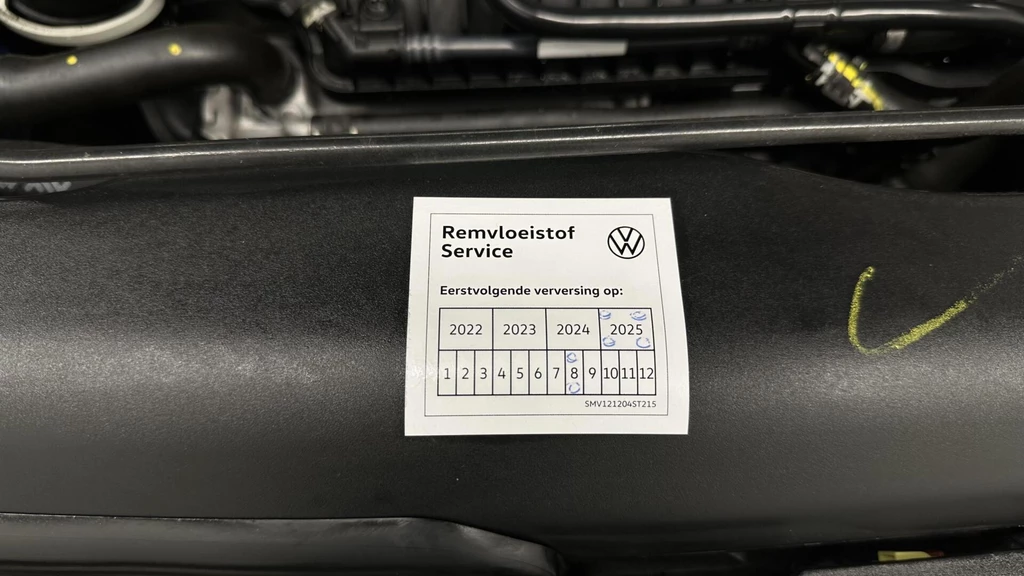 Remvloeistof
Service
Eerstvolgende verversing op:
2022 2023 2024 2025
1 2 3 4 5 6 7 8 9 10 11 12
SMV121204ST215